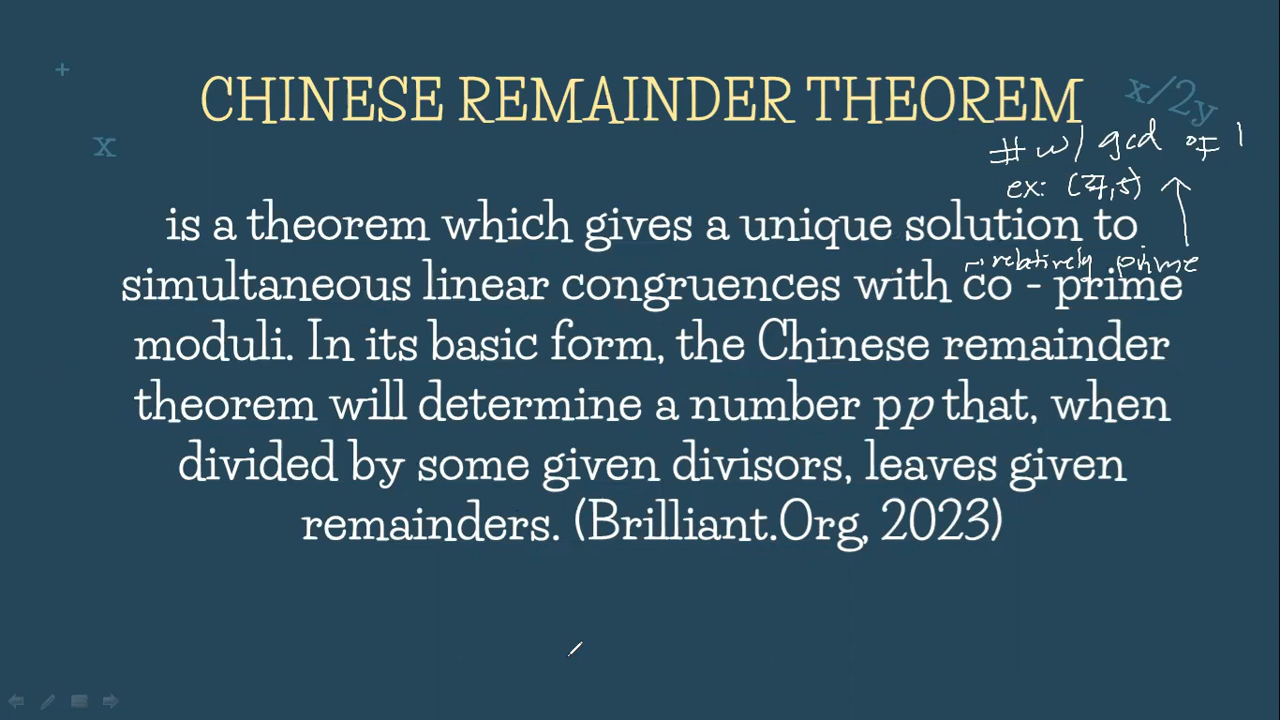 +
CHINESE REMAINDER THEOREM
x/2y
x
# w/ gcd of 1
ex: ( ,5)
is a theorem which gives a unique solution to
relatively prime
simultaneous linear congruences with co - prime
moduli. In its basic form, the Chinese remainder
theorem will determine a number pp that, when
divided by some given divisors, leaves given
remainders. (Brilliant.Org, 2023)